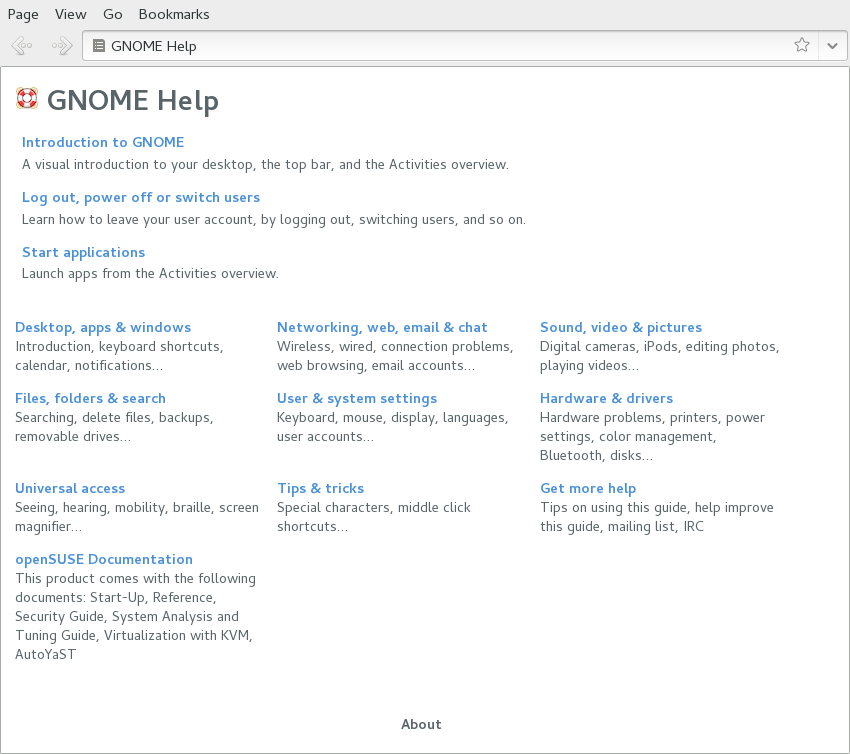 Page View Go Bookmarks
GNOME Help
GNOME Help
Introduction to GNOME
A visual introduction to your desktop, the top bar, and the Activities overview.
Log out, power off or switch users
Learn how to leave your user account, by logging out, switching users, and so on.
Start applications
Launch apps from the Activities overview.
Desktop, apps & windows
Introduction, keyboard shortcuts,
calendar, notifications…
Networking, web, email & chat
Wireless, wired, connection problems,
web browsing, email accounts…
Sound, video & pictures
Digital cameras, iPods, editing photos,
playing videos…
Files, folders & search
Searching, delete files, backups,
removable drives…
User & system settings
Keyboard, mouse, display, languages,
user accounts…
Hardware & drivers
Hardware problems, printers, power
settings, color management,
Bluetooth, disks…
Universal access
Seeing, hearing, mobility, braille, screen
magnifier…
Tips & tricks
Special characters, middle click
shortcuts…
Get more help
Tips on using this guide, help improve
this guide, mailing list, IRC
openSUSE Documentation
This product comes with the following
documents: Start-Up, Reference,
Security Guide, System Analysis and
Tuning Guide, Virtualization with KVM,
AutoYaST
About